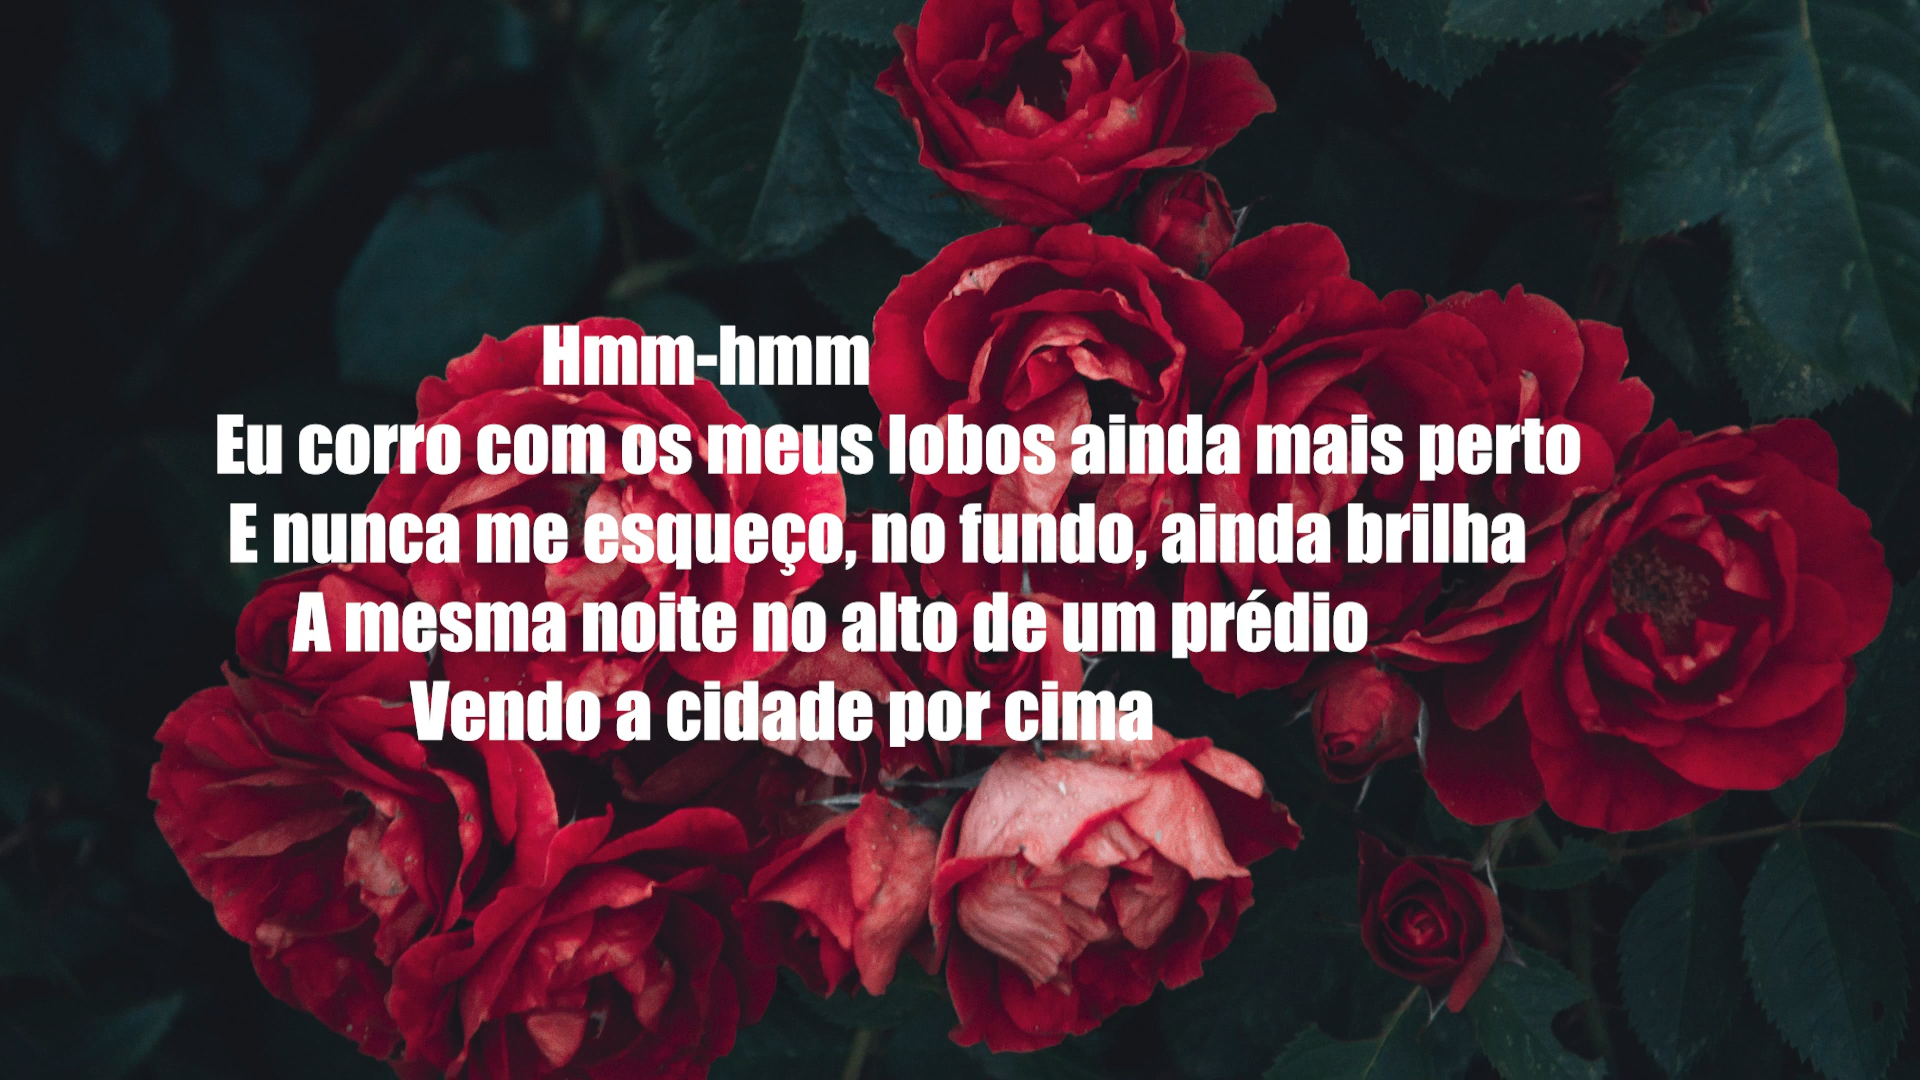 Hmm-hmm
Eu corro com os meus lobos ainda mais perto
E nunca me esqueço, no fundo, ainda brilha
A mesma noite no alto de um prédio
Vendo a cidade por cima